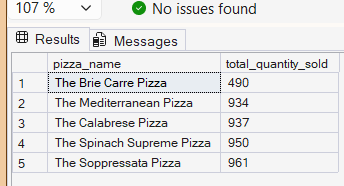 107 % No issues found
Results Messages
pizza_name total_quantity_sold
1 The Brie Carre Pizza 490
2 The Mediterranean Pizza 934
3 The Calabrese Pizza 937
4 The Spinach Supreme Pizza 950
5 The Soppressata Pizza 961